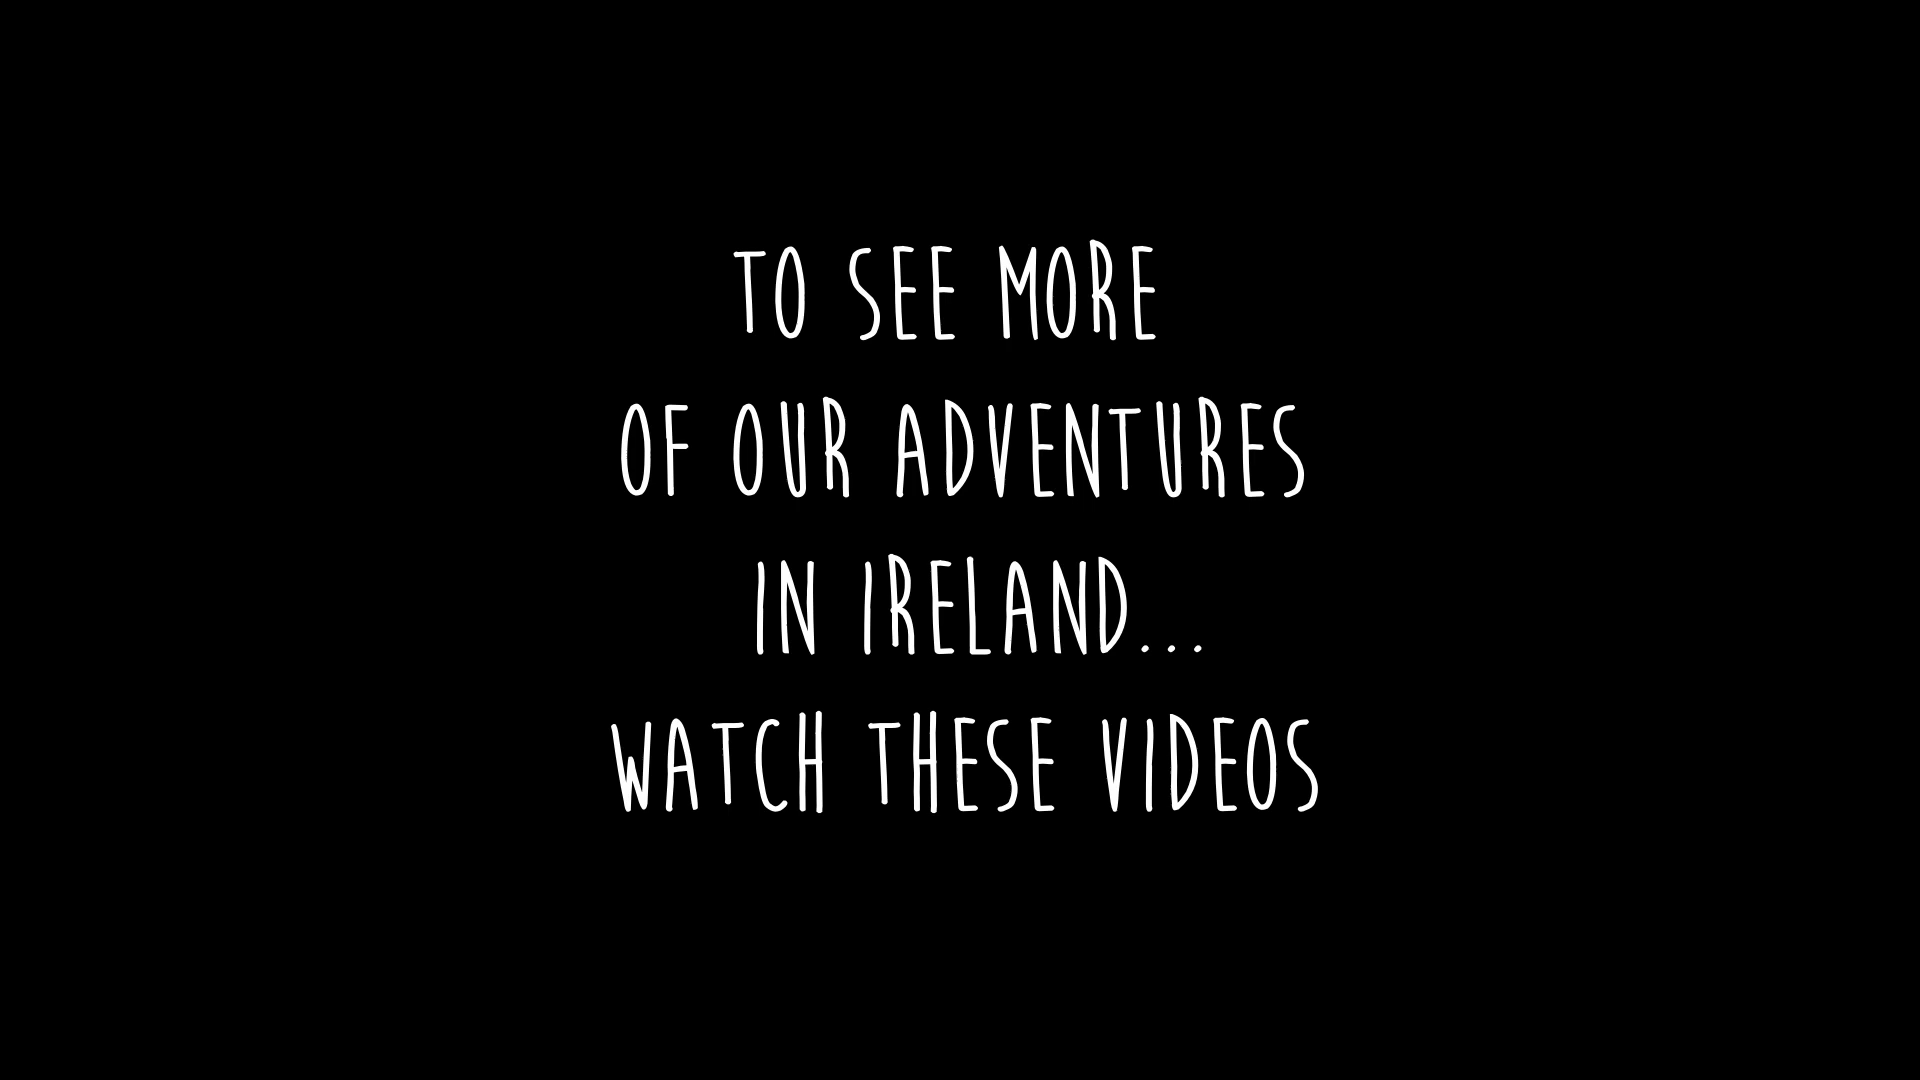 TO SEE MORE
OF OUR ADVENTURES
IN IRELAND...
WATCH THESE VIDEOS